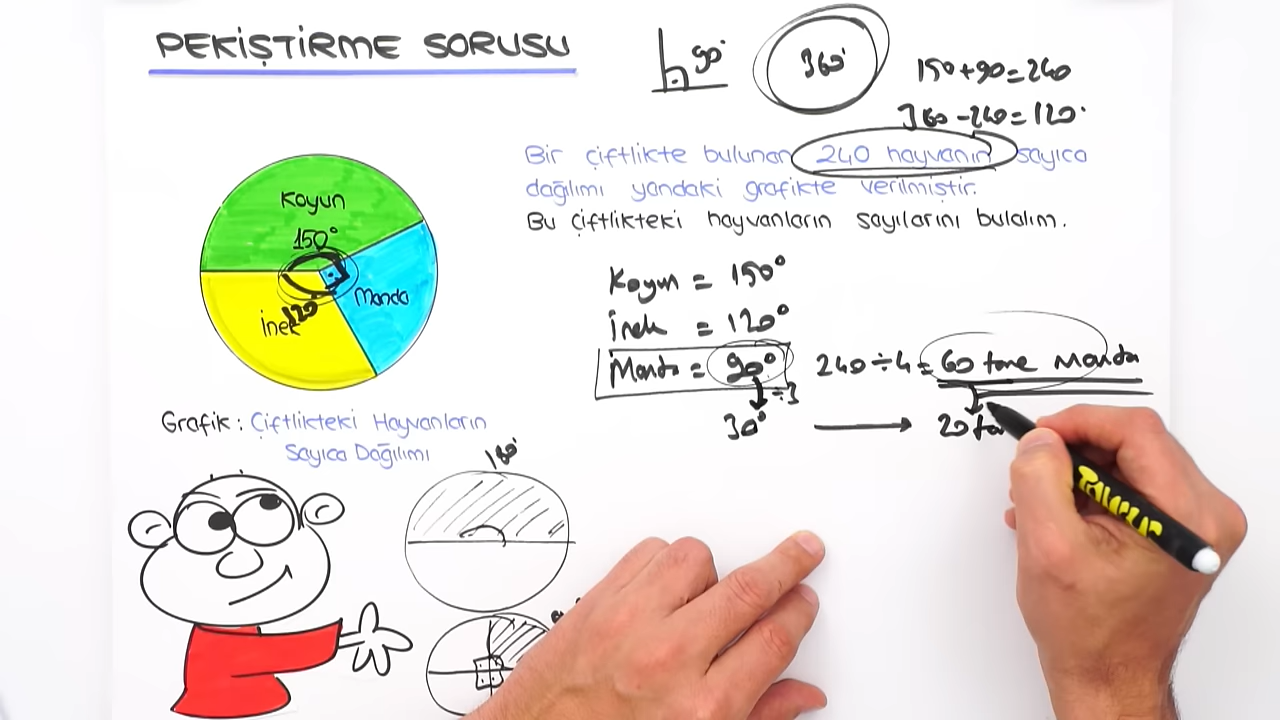 PEKİŞTİRME SORUSU
90°
360°
150+90=240
360-240=120°
Bir çiftlikte bulunan 240 hayvanın sayıca
dağılımı yandaki grafikte verilmiştir.
Bu çiftlikteki hayvanların sayılarını bulalım.
Koyun
150°
Manda
İnek
120
Koyun = 150°
İnek = 120°
Manda = 90°
240÷4=60 tane Manda
÷3
30°
20 ta
Grafik: Çiftlikteki Hayvanların
Sayıca Dağılımı
180°